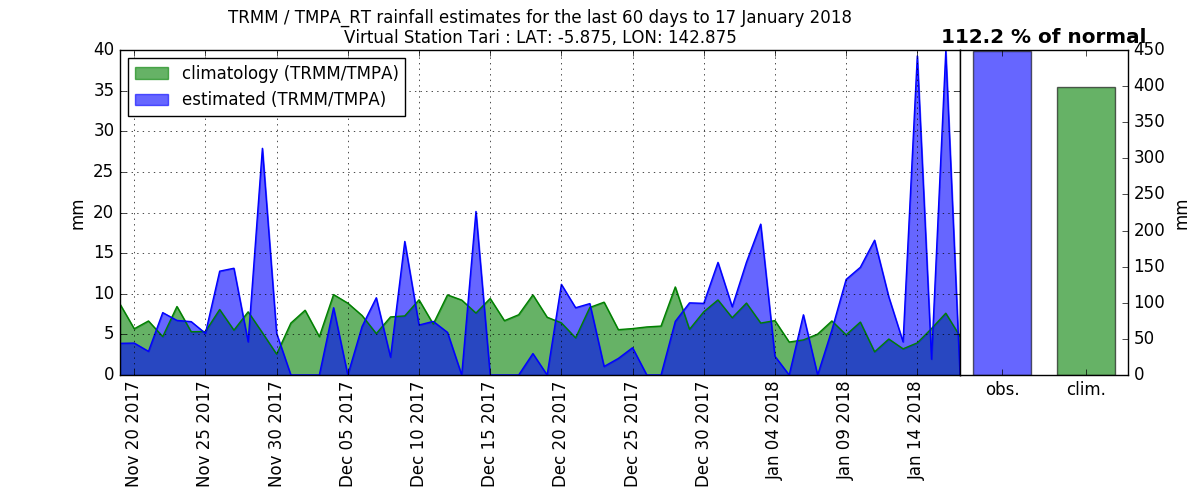 TRMM / TMPA_RT rainfall estimates for the last 60 days to 17 January 2018
Virtual Station Tari : LAT: -5.875, LON: 142.875
112.2 % of normal
climatology (TRMM/TMPA)
estimated (TRMM/TMPA)
mm
40
35
30
25
20
15
10
5
0
Nov 20 2017
Nov 25 2017
Nov 30 2017
Dec 05 2017
Dec 10 2017
Dec 15 2017
Dec 20 2017
Dec 25 2017
Dec 30 2017
Jan 04 2018
Jan 09 2018
Jan 14 2018
obs.
clim.
450
400
350
300
250
200
150
100
50
0
mm